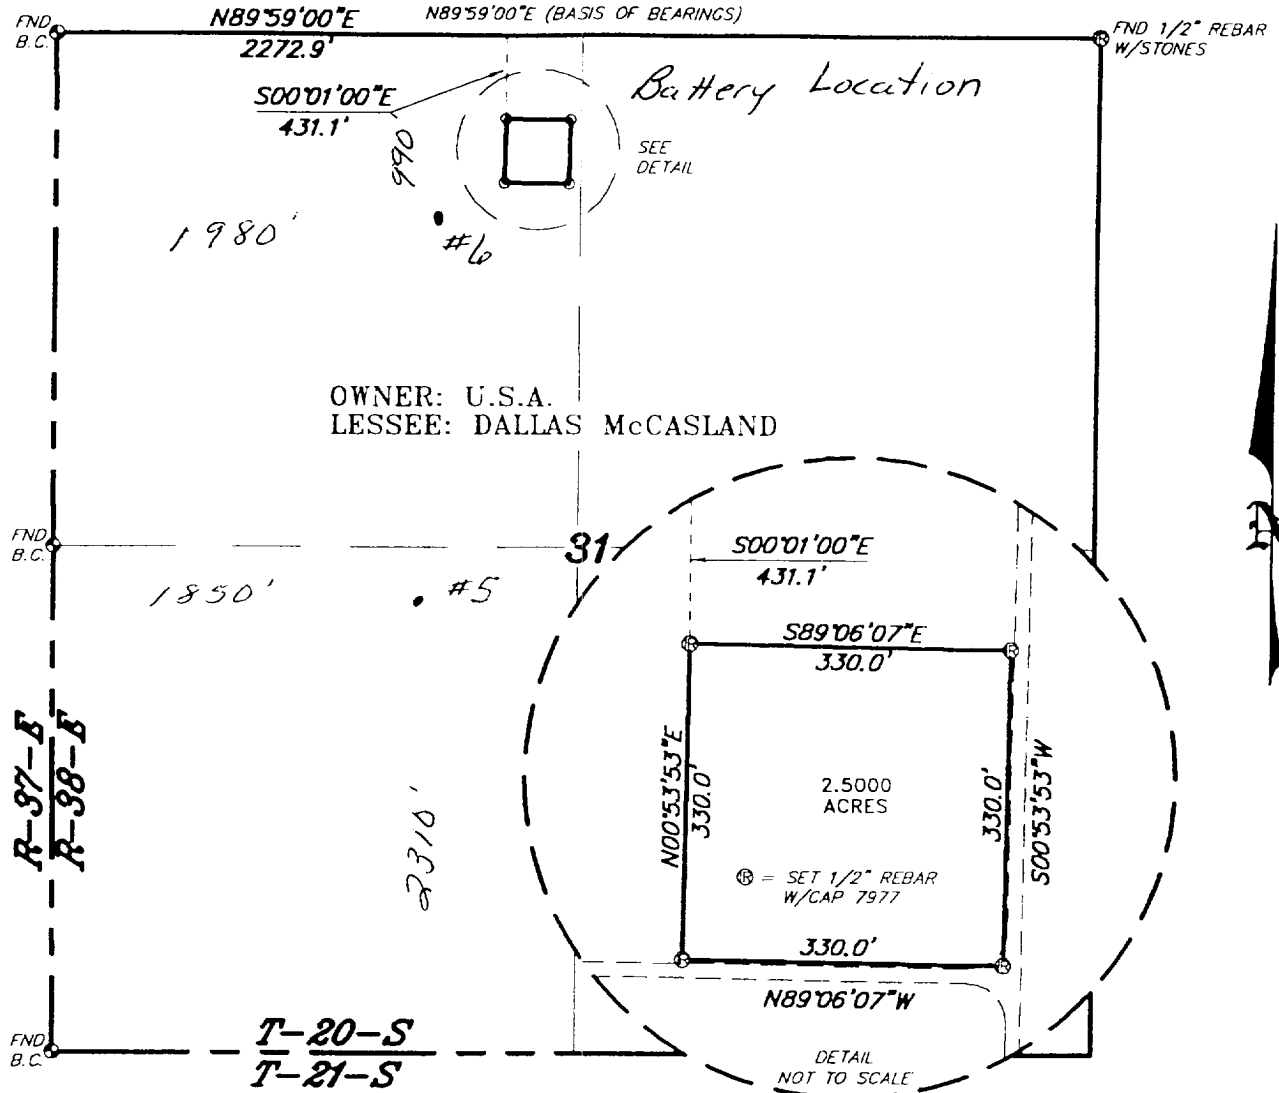 FND
B.C.
N89°59'00"E
2272.9'
N89°59'00"E (BASIS OF BEARINGS)
FND 1/2" REBAR
W/STONES
S00°01'00"E
431.1'
Battery Location
990
SEE
DETAIL
1980'
#6
OWNER: U.S.A.
LESSEE: DALLAS McCASLAND
FND
B.C.
31
S00°01'00"E
431.1'
1850'
#5
S89°06'07"E
330.0'
R-37-E
R-38-E
N00°53'53"E
330.0'
2.5000
ACRES
330.0'
S00°53'53"W
2310'
Ⓡ = SET 1/2" REBAR
W/CAP 7977
330.0'
N89°06'07"W
FND
B.C.
T-20-S
T-21-S
DETAIL
NOT TO SCALE